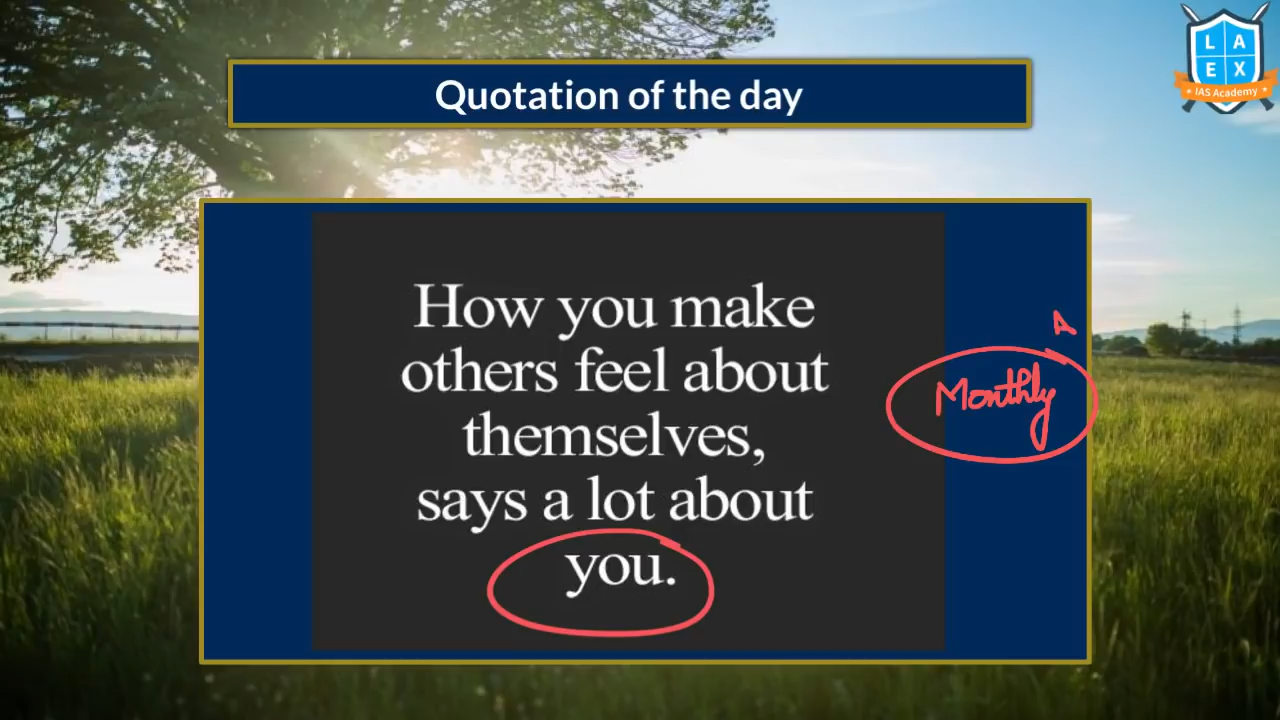 L A
E X
IAS Academy
Quotation of the day
How you make
others feel about
themselves,
says a lot about
you.
A
Monthly